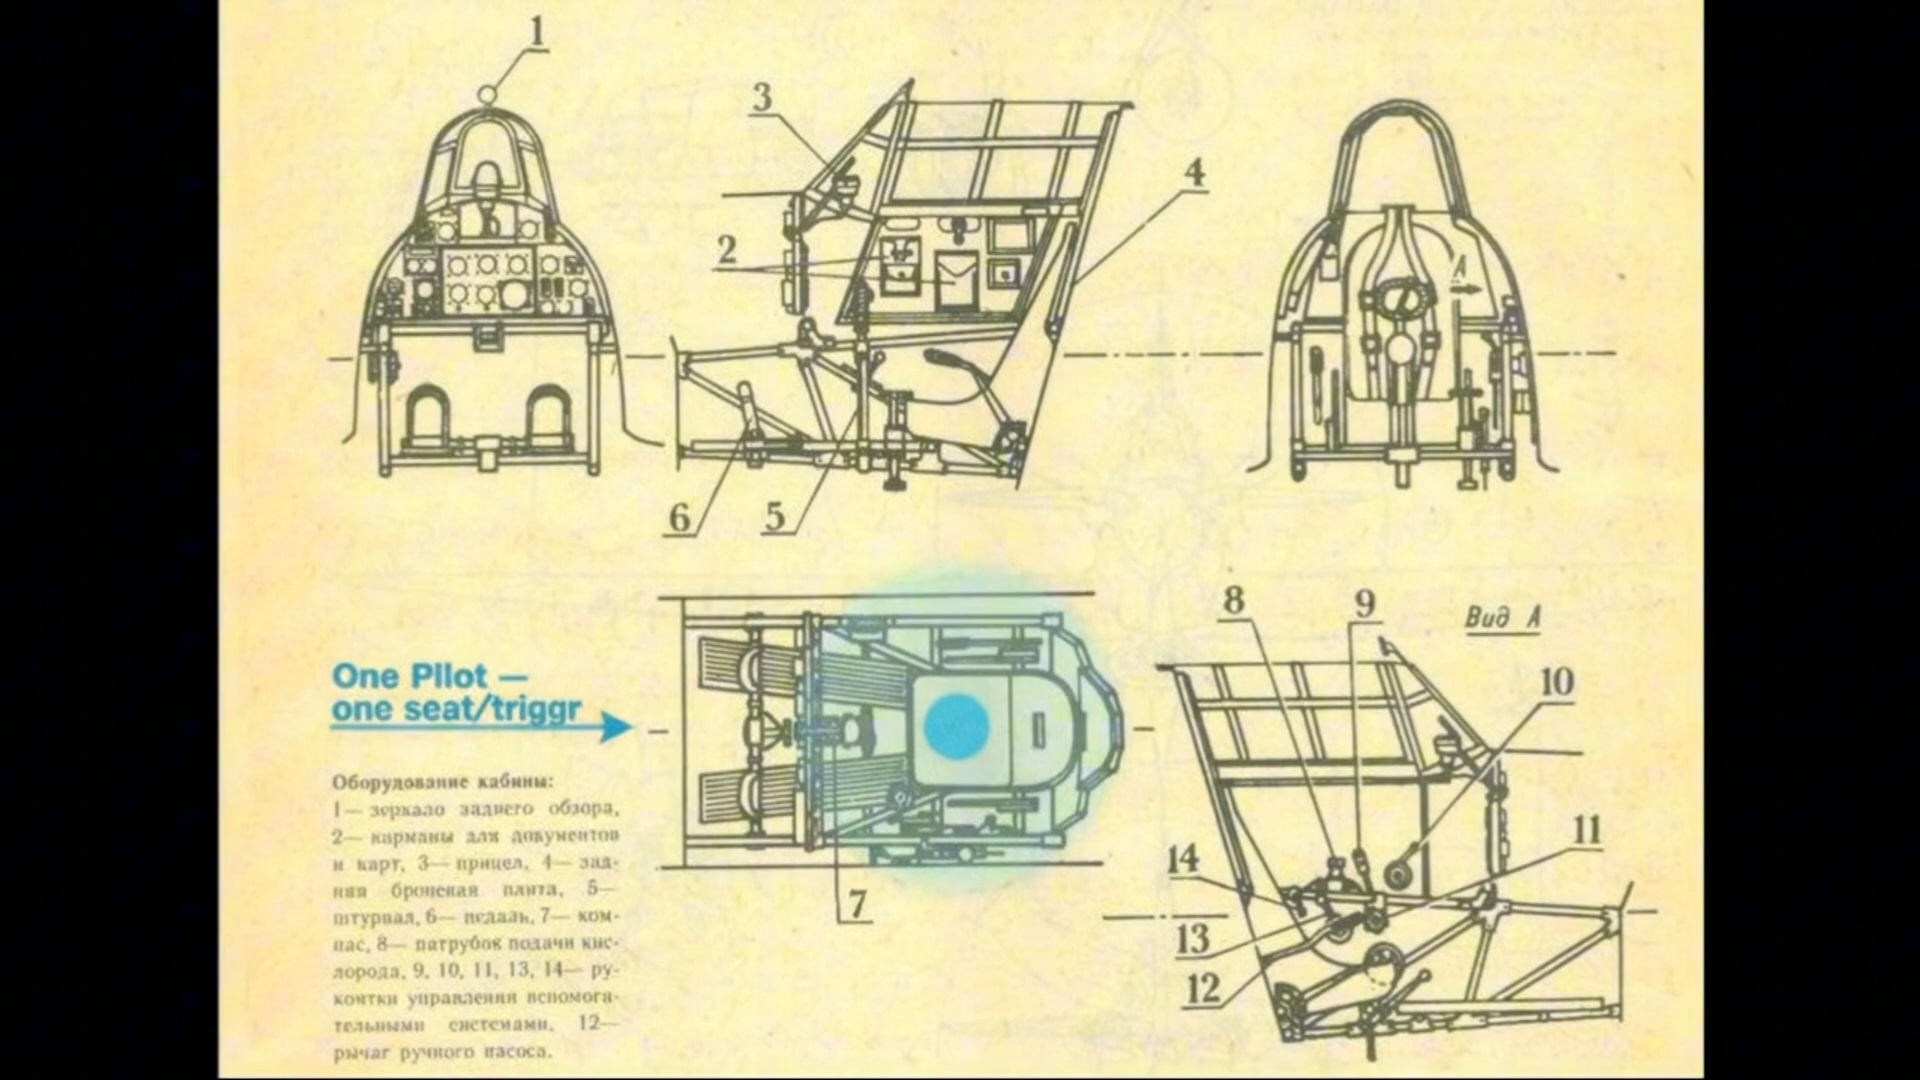 1
3
4
2
A
6
5
8
9
Вид А
One Pilot —
one seat/triggr
10
11
14
7
13
12
Оборудование кабины:
1— зеркало заднего обзора,
2— карманы для документов
и карт, 3— прицел, 4— зад-
няя броневая плита, 5—
штурвал, 6— педаль, 7— ком-
пас, 8— патрубок подачи кис-
лорода, 9, 10, 11, 13, 14— ру-
коятки управления вспомога-
тельными системами, 12—
рычаг ручного насоса.